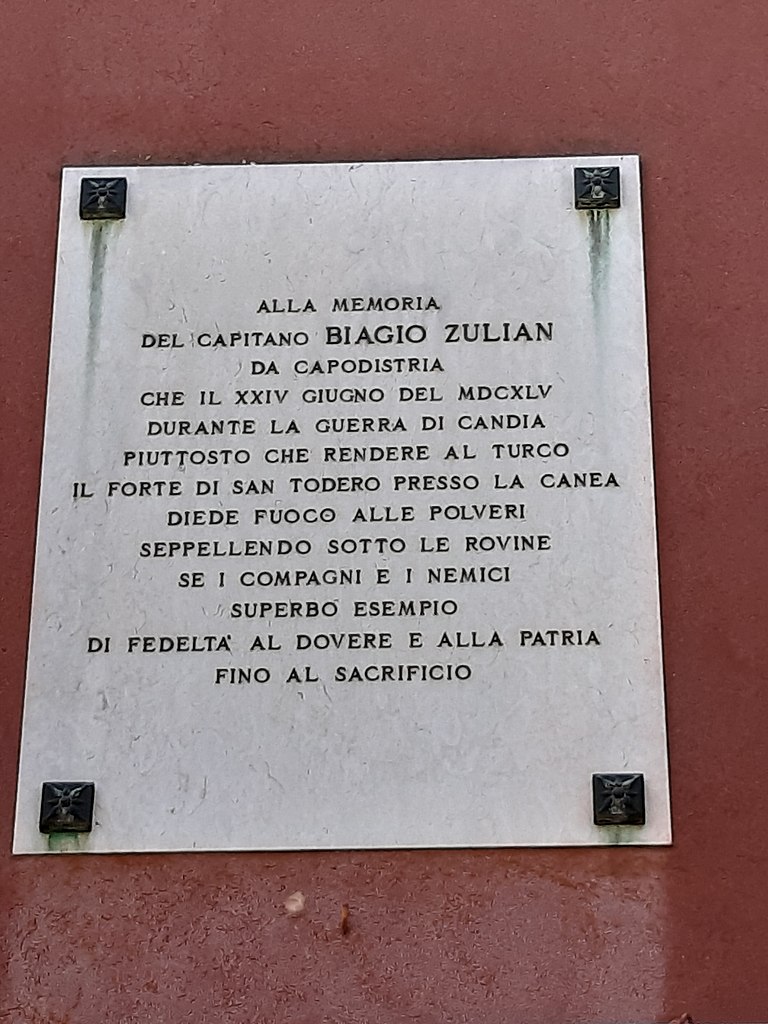 ALLA MEMORIA
DEL CAPITANO BIAGIO ZULIAN
DA CAPODISTRIA
CHE IL XXIV GIUGNO DEL MDCXLV
DURANTE LA GUERRA DI CANDIA
PIUTTOSTO CHE RENDERE AL TURCO
IL FORTE DI SAN TODERO PRESSO LA CANEA
DIEDE FUOCO ALLE POLVERI
SEPPELLENDO SOTTO LE ROVINE
SE I COMPAGNI E I NEMICI
SUPERBO ESEMPIO
DI FEDELTA' AL DOVERE E ALLA PATRIA
FINO AL SACRIFICIO